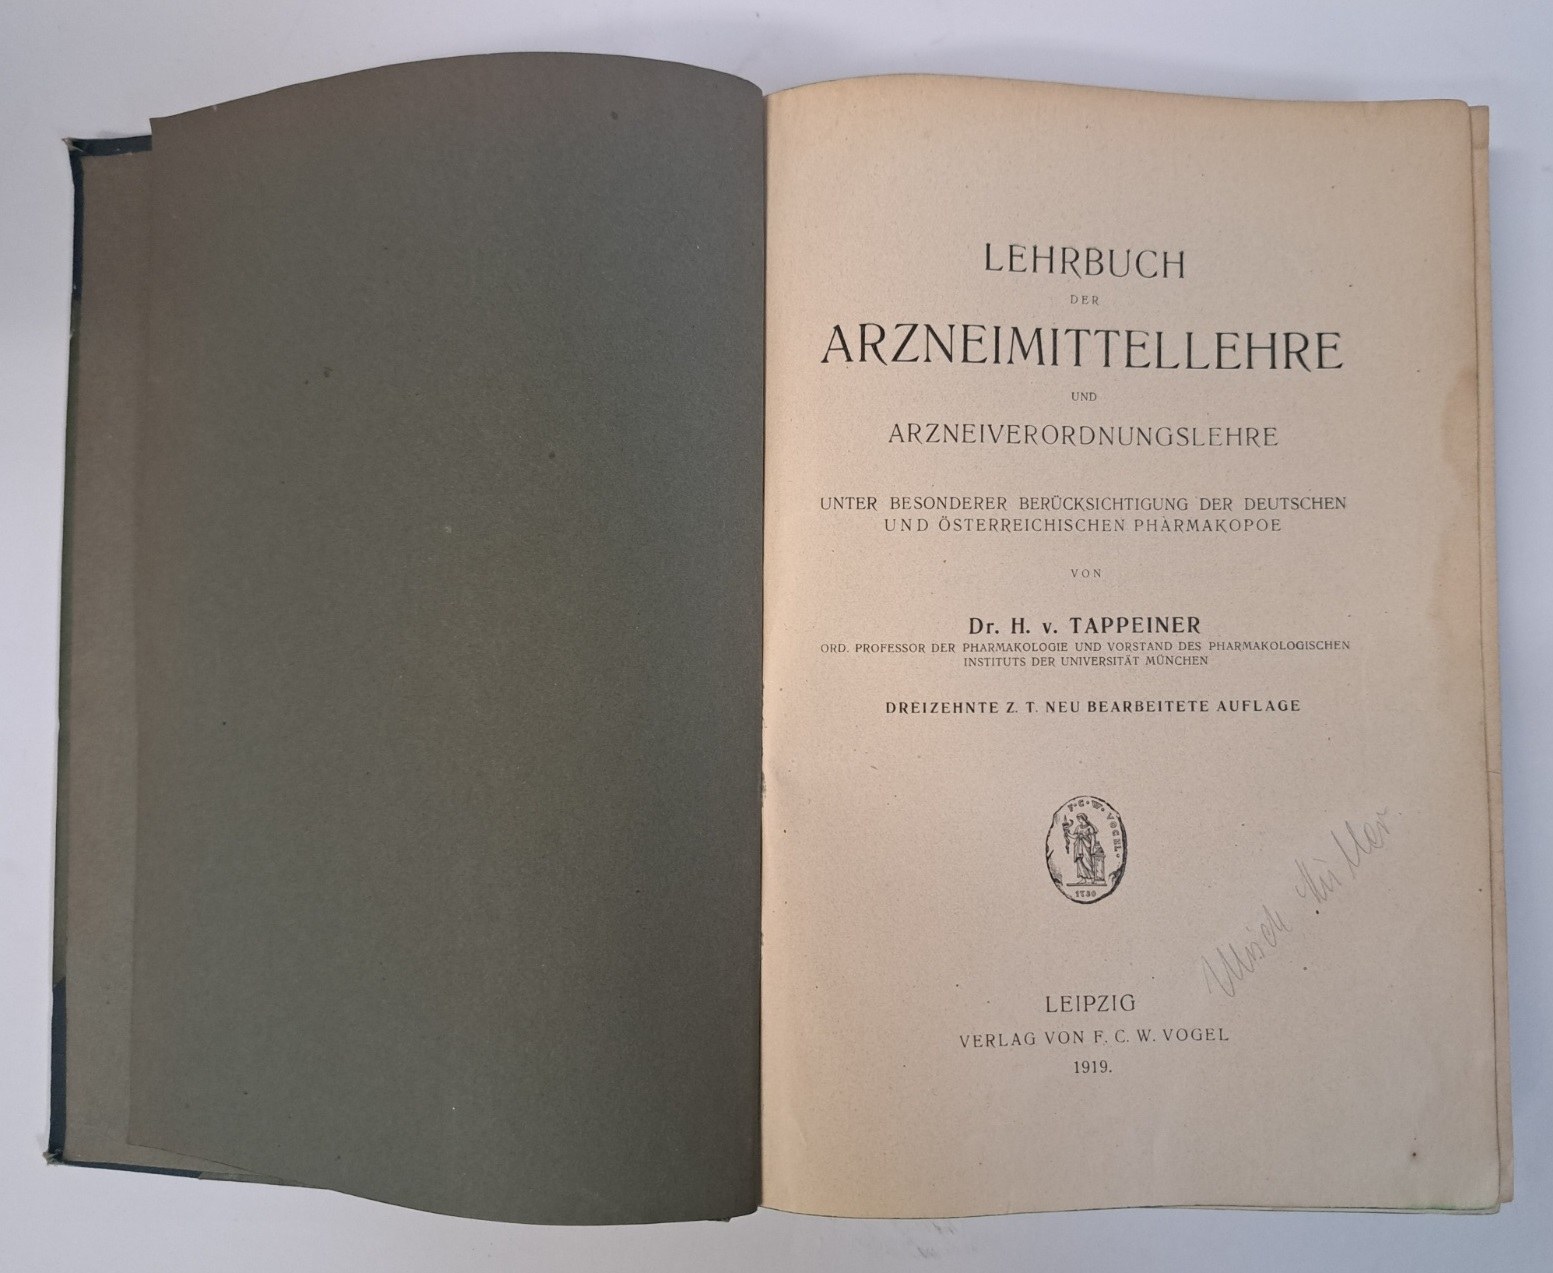 LEHRBUCH
DER
ARZNEIMITTELLEHRE
UND
ARZNEIVERORDNUNGSLEHRE
UNTER BESONDERER BERÜCKSICHTIGUNG DER DEUTSCHEN
UND ÖSTERREICHISCHEN PHARMAKOPOE
VON
Dr. H. v. TAPPEINER
ORD. PROFESSOR DER PHARMAKOLOGIE UND VORSTAND DES PHARMAKOLOGISCHEN
INSTITUTS DER UNIVERSITÄT MÜNCHEN
DREIZEHNTE Z. T. NEU BEARBEITETE AUFLAGE
F. C. W. VOGEL.
1730
LEIPZIG
VERLAG VON F. C. W. VOGEL
1919.